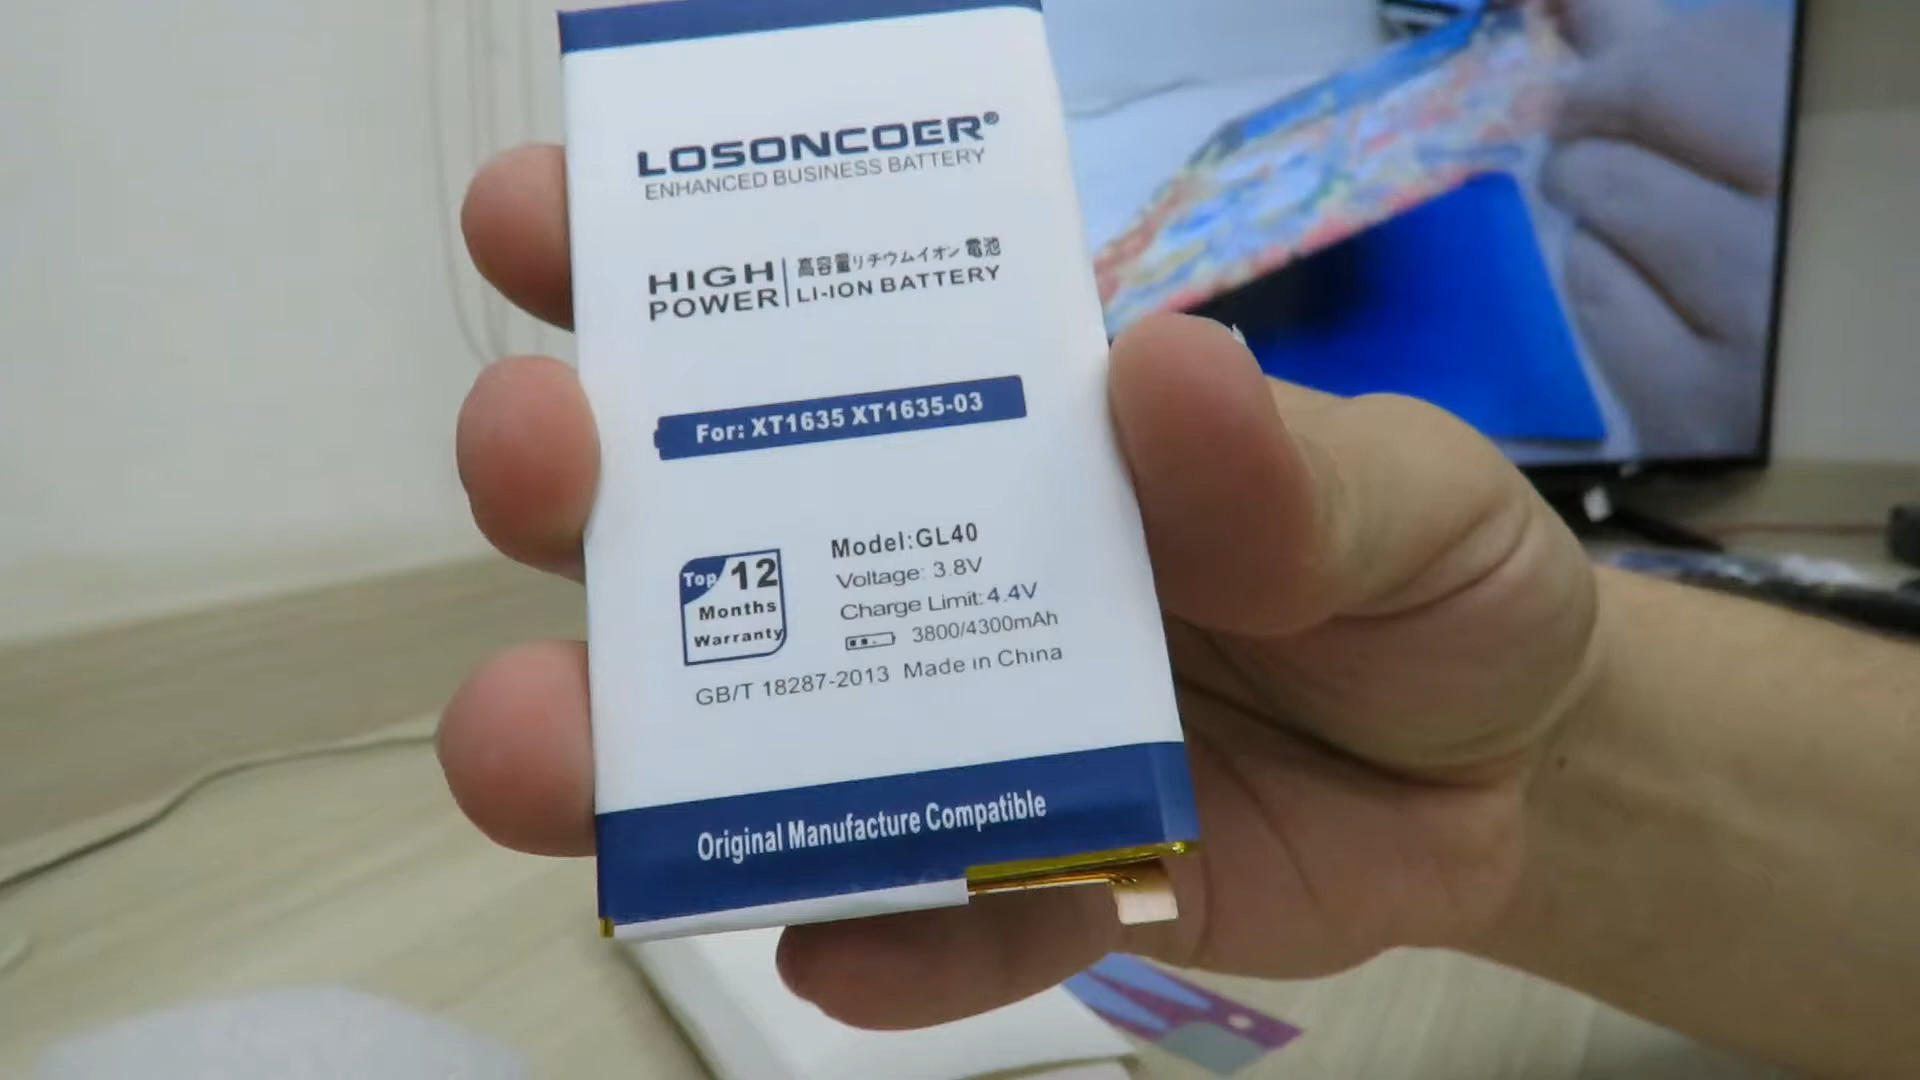 LOSONCOER®
ENHANCED BUSINESS BATTERY
HIGH POWER
高容量リチウムイオン電池
LI-ION BATTERY
For: XT1635 XT1635-03
Top 12
Months
Warranty
Model:GL40
Voltage: 3.8V
Charge Limit:4.4V
3800/4300mAh
GB/T 18287-2013 Made in China
Original Manufacture Compatible